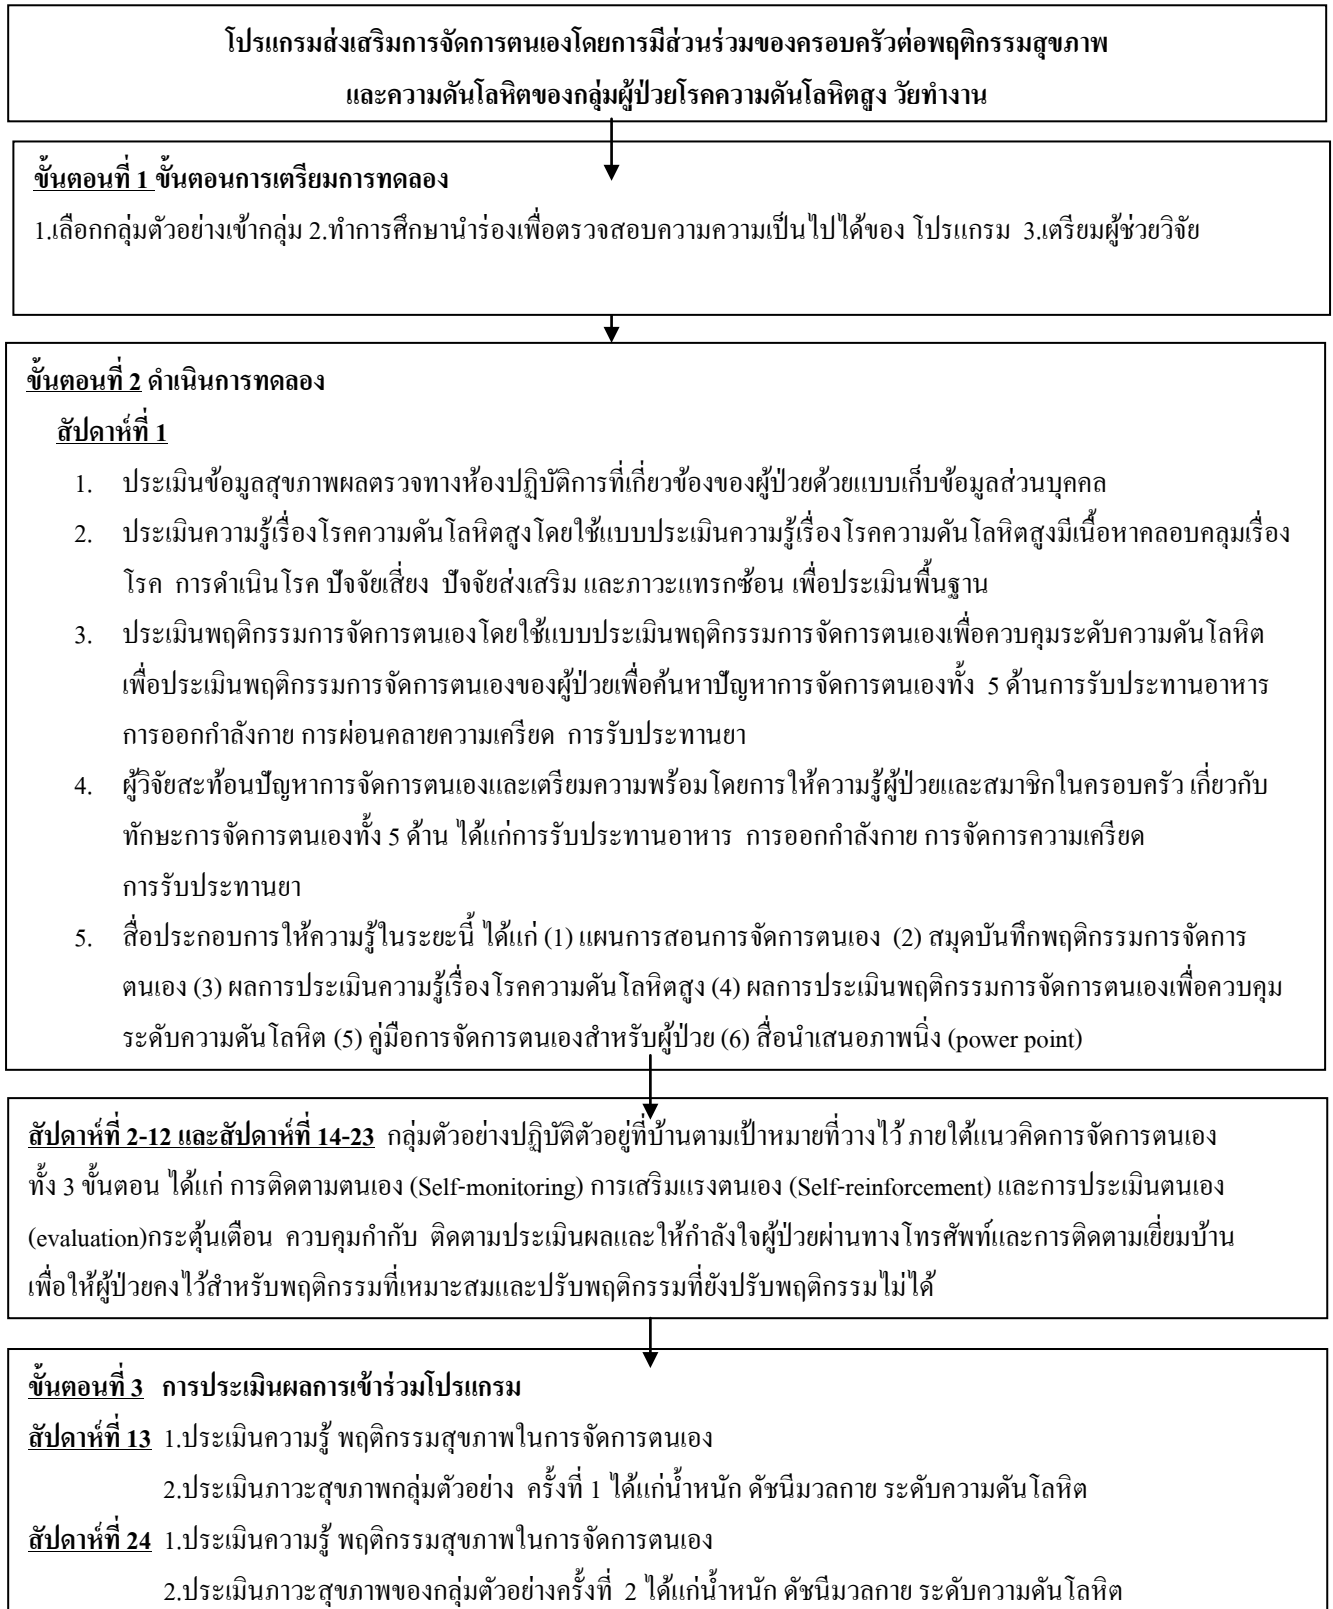 โปรแกรมส่งเสริมการจัดการตนเองโดยการมีส่วนร่วมของครอบครัวต่อพฤติกรรมสุขภาพ
และความดันโลหิตของกลุ่มผู้ป่วยโรคความดันโลหิตสูง วัยทำงาน
ขั้นตอนที่ 1 ขั้นตอนการเตรียมการทดลอง
1.เลือกกลุ่มตัวอย่างเข้ากลุ่ม 2.ทำการศึกษานำร่องเพื่อตรวจสอบความความเป็นไปได้ของ โปรแกรม 3.เตรียมผู้ช่วยวิจัย
ขั้นตอนที่ 2 ดำเนินการทดลอง
สัปดาห์ที่ 1
1. ประเมินข้อมูลสุขภาพผลตรวจทางห้องปฏิบัติการที่เกี่ยวข้องของผู้ป่วยด้วยแบบเก็บข้อมูลส่วนบุคคล
2. ประเมินความรู้เรื่องโรคความดันโลหิตสูงโดยใช้แบบประเมินความรู้เรื่องโรคความดันโลหิตสูงมีเนื้อหาคลอบคลุมเรื่อง
โรค การดำเนินโรค ปัจจัยเสี่ยง ปัจจัยส่งเสริม และภาวะแทรกซ้อน เพื่อประเมินพื้นฐาน
3. ประเมินพฤติกรรมการจัดการตนเองโดยใช้แบบประเมินพฤติกรรมการจัดการตนเองเพื่อควบคุมระดับความดันโลหิต
เพื่อประเมินพฤติกรรมการจัดการตนเองของผู้ป่วยเพื่อค้นหาปัญหาการจัดการตนเองทั้ง 5 ด้านการรับประทานอาหาร
การออกกำลังกาย การผ่อนคลายความเครียด การรับประทานยา
4. ผู้วิจัยสะท้อนปัญหาการจัดการตนเองและเตรียมความพร้อมโดยการให้ความรู้ผู้ป่วยและสมาชิกในครอบครัว เกี่ยวกับ
ทักษะการจัดการตนเองทั้ง 5 ด้าน ได้แก่การรับประทานอาหาร การออกกำลังกาย การจัดการความเครียด
การรับประทานยา
5. สื่อประกอบการให้ความรู้ในระยะนี้ ได้แก่ (1) แผนการสอนการจัดการตนเอง (2) สมุดบันทึกพฤติกรรมการจัดการ
ตนเอง (3) ผลการประเมินความรู้เรื่องโรคความดันโลหิตสูง (4) ผลการประเมินพฤติกรรมการจัดการตนเองเพื่อควบคุม
ระดับความดันโลหิต (5) คู่มือการจัดการตนเองสำหรับผู้ป่วย (6) สื่อนำเสนอภาพนิ่ง (power point)
สัปดาห์ที่ 2-12 และสัปดาห์ที่ 14-23 กลุ่มตัวอย่างปฏิบัติตัวอยู่ที่บ้านตามเป้าหมายที่วางไว้ ภายใต้แนวคิดการจัดการตนเอง
ทั้ง 3 ขั้นตอน ได้แก่ การติดตามตนเอง (Self-monitoring) การเสริมแรงตนเอง (Self-reinforcement) และการประเมินตนเอง
(evaluation)กระตุ้นเตือน ควบคุมกำกับ ติดตามประเมินผลและให้กำลังใจผู้ป่วยผ่านทางโทรศัพท์และการติดตามเยี่ยมบ้าน
เพื่อให้ผู้ป่วยคงไว้สำหรับพฤติกรรมที่เหมาะสมและปรับพฤติกรรมที่ยังปรับพฤติกรรมไม่ได้
ขั้นตอนที่ 3 การประเมินผลการเข้าร่วมโปรแกรม
สัปดาห์ที่ 13 1.ประเมินความรู้ พฤติกรรมสุขภาพในการจัดการตนเอง
2.ประเมินภาวะสุขภาพกลุ่มตัวอย่าง ครั้งที่ 1 ได้แก่น้ำหนัก ดัชนีมวลกาย ระดับความดันโลหิต
สัปดาห์ที่ 24 1.ประเมินความรู้ พฤติกรรมสุขภาพในการจัดการตนเอง
2.ประเมินภาวะสุขภาพของกลุ่มตัวอย่างครั้งที่ 2 ได้แก่น้ำหนัก ดัชนีมวลกาย ระดับความดันโลหิต